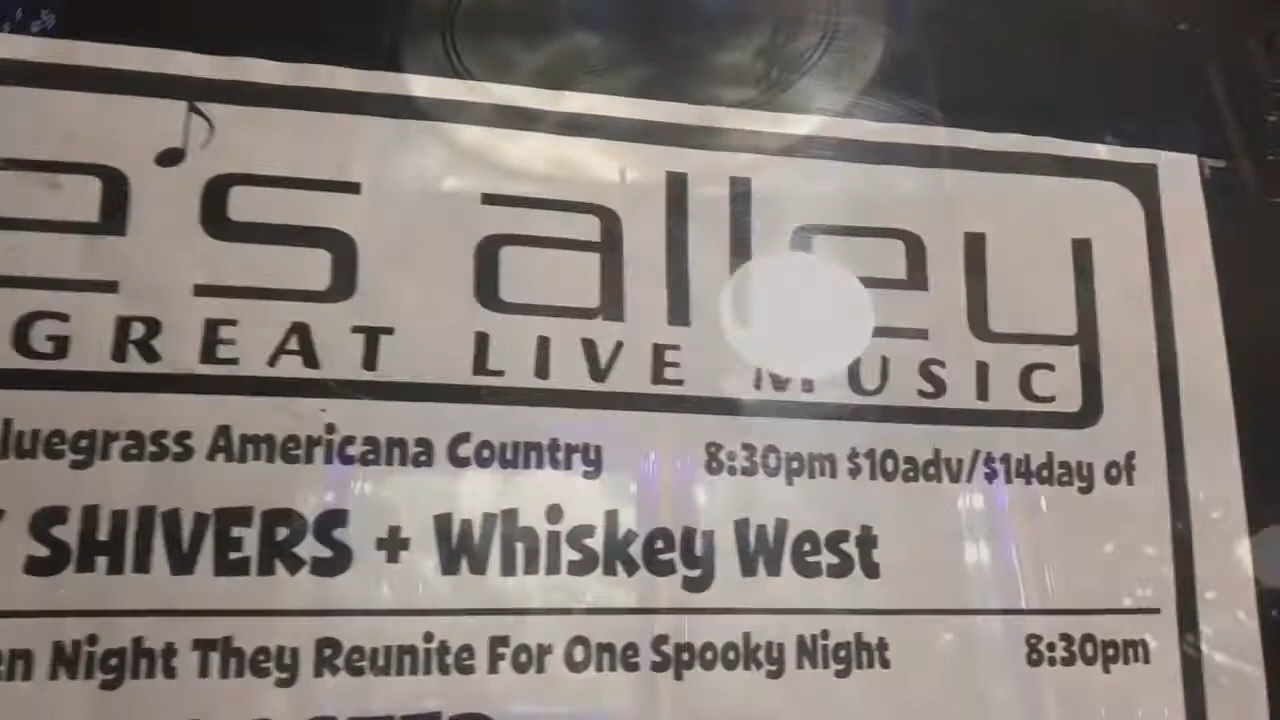 e's alley
GREAT LIVE MUSIC
luegrass Americana Country 8:30pm $10adv/$14day of
SHIVERS + Whiskey West
n Night They Reunite For One Spooky Night 8:30pm